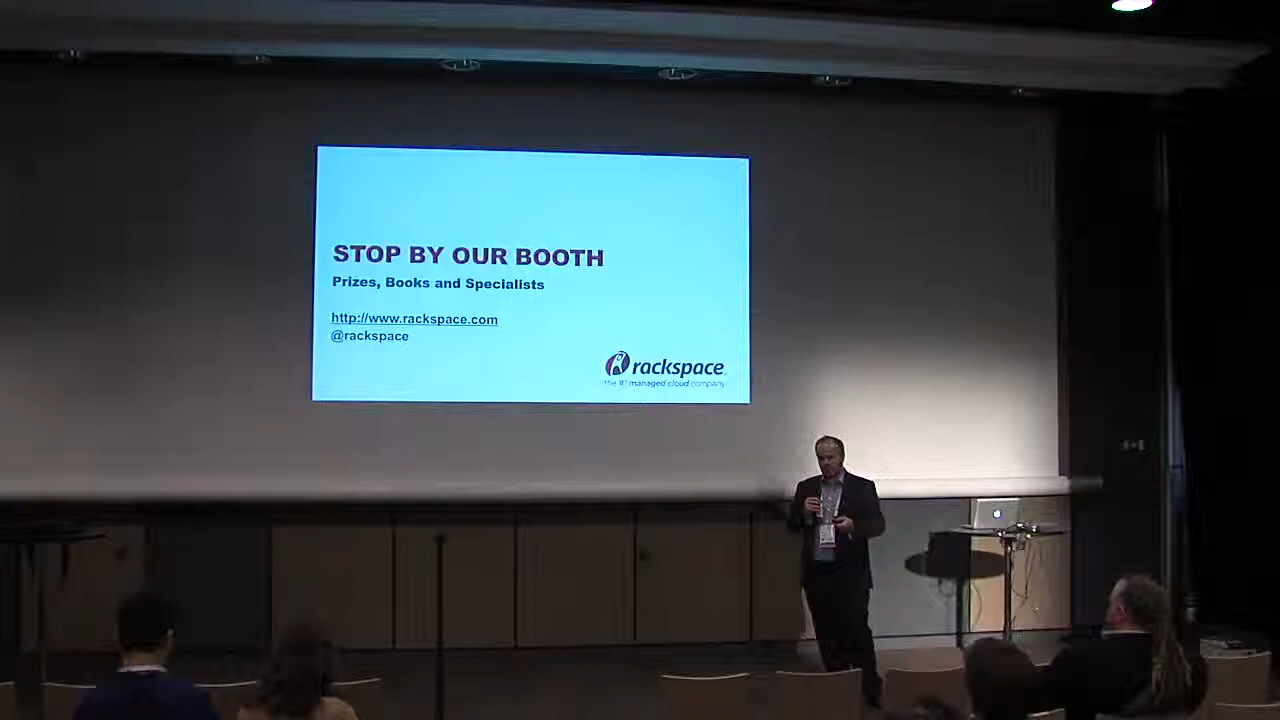 STOP BY OUR BOOTH
Prizes, Books and Specialists
http://www.rackspace.com
@rackspace
rackspace
the #1 managed cloud company